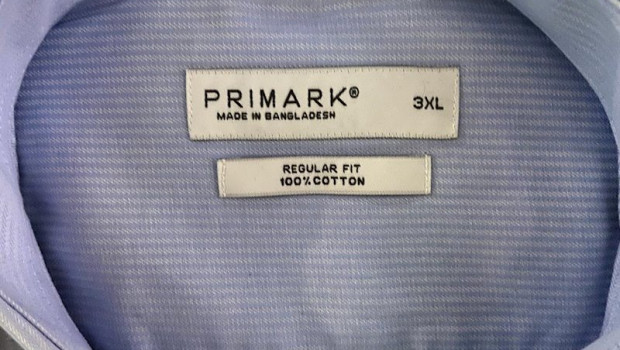 PRIMARK® 3XL
MADE IN BANGLADESH
REGULAR FIT
100% COTTON